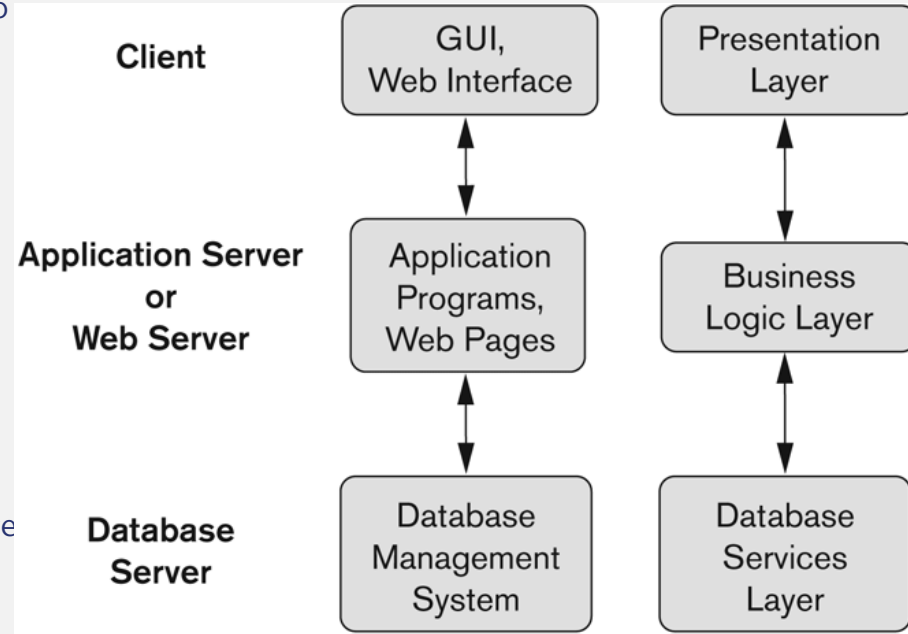 Client
GUI,
Web Interface
Presentation
Layer
Application Server
or
Web Server
Application
Programs,
Web Pages
Business
Logic Layer
Database
Server
Database
Management
System
Database
Services
Layer